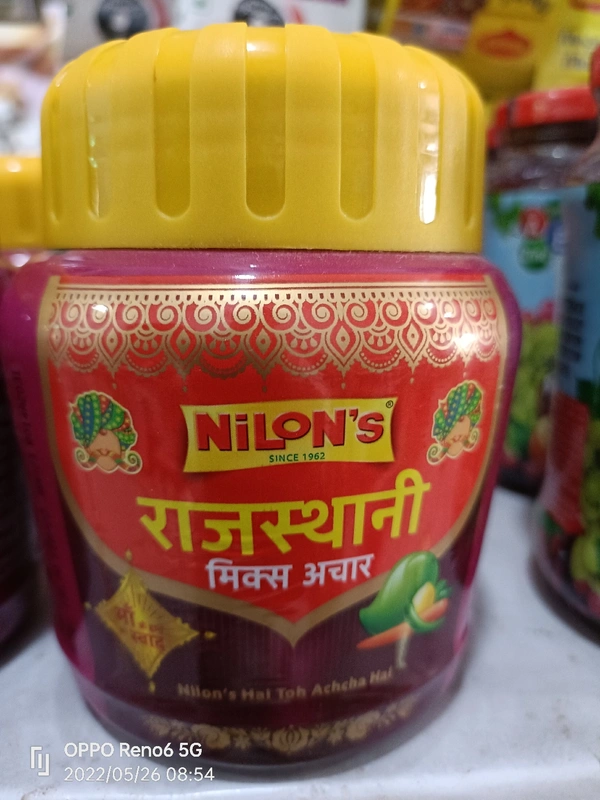 NiLON'S®
SINCE 1962
राजस्थानी
मिक्स अचार
माँ
स्वाद
Nilon's Hai Toh Achcha Hai
OPPO Reno6 5G
2022/05/26 08:54